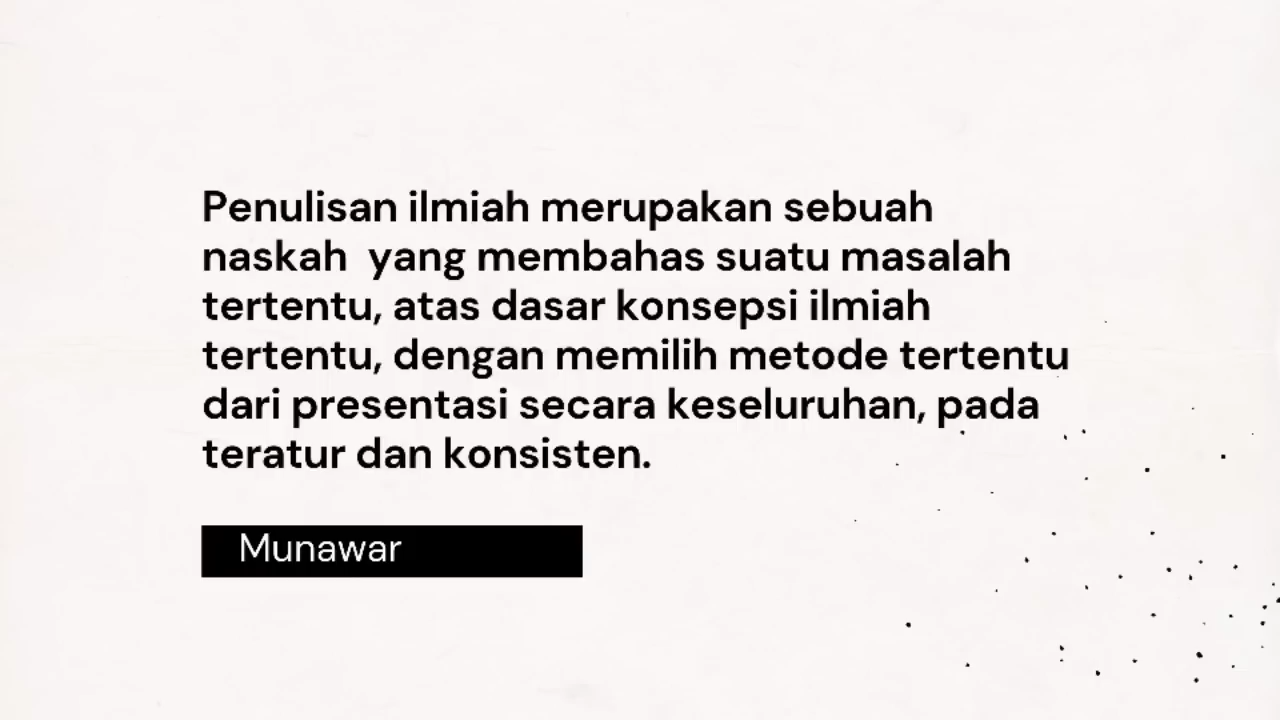 Penulisan ilmiah merupakan sebuah
naskah  yang membahas suatu masalah
tertentu, atas dasar konsepsi ilmiah
tertentu, dengan memilih metode tertentu
dari presentasi secara keseluruhan, pada
teratur dan konsisten.
Munawar